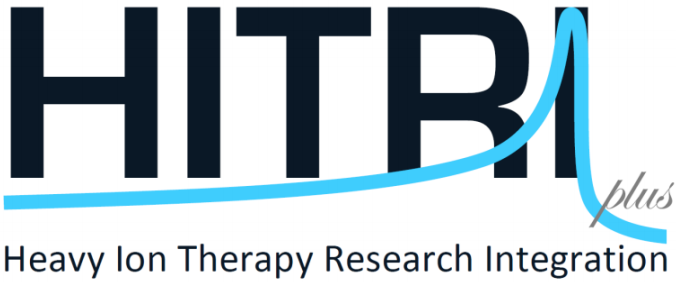 HITRI
plus
Heavy Ion Therapy Research Integration